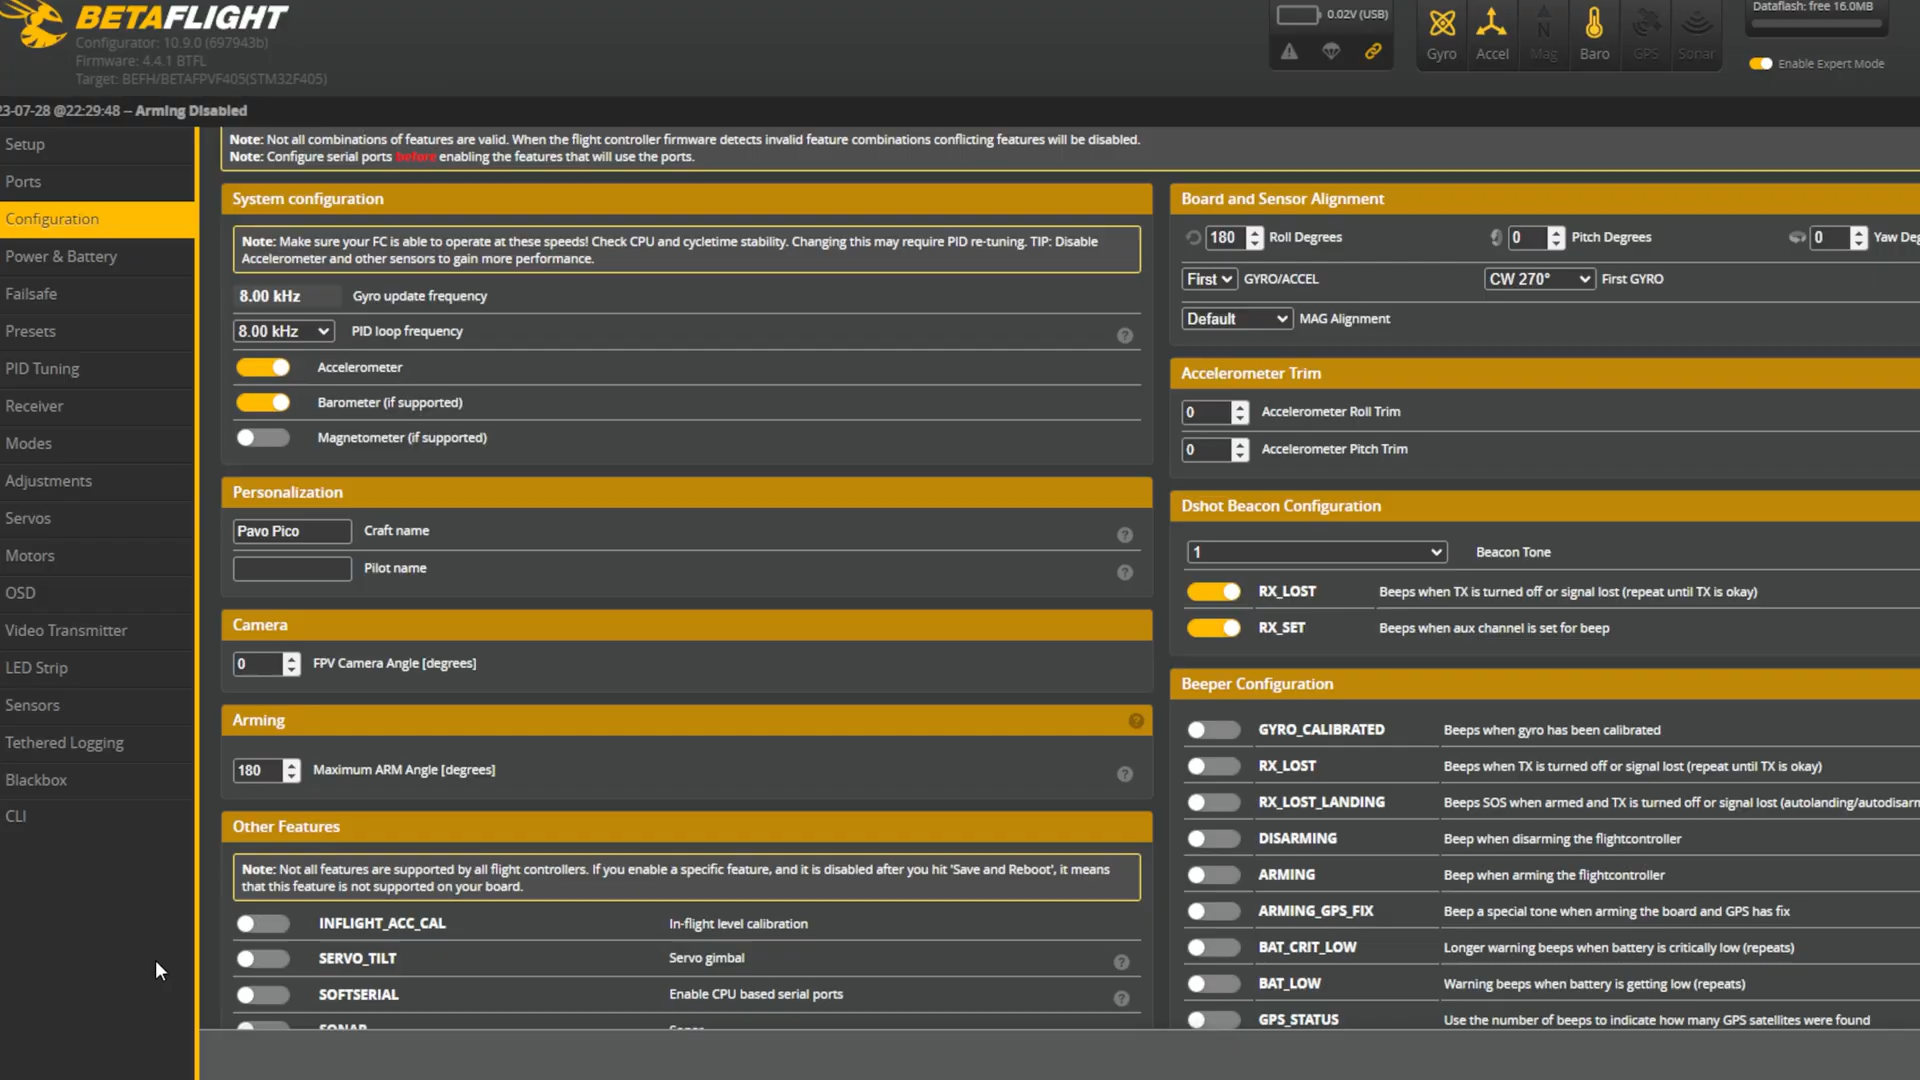 BETAFLIGHT
Configurator: 10.9.0 (697943b)
Firmware: 4.4.1 BTFL
Target: BEFH/BETAFPVF405(STM32F405)
0.02V (USB)
Gyro
Accel
Mag
Baro
GPS
Sonar
Dataflash: free 16.0MB
Enable Expert Mode
23-07-28 @22:29:48 -- Arming Disabled
Setup
Ports
Configuration
Power & Battery
Failsafe
Presets
PID Tuning
Receiver
Modes
Adjustments
Servos
Motors
OSD
Video Transmitter
LED Strip
Sensors
Tethered Logging
Blackbox
CLI
Note: Not all combinations of features are valid. When the flight controller firmware detects invalid feature combinations conflicting features will be disabled.
Note: Configure serial ports before enabling the features that will use the ports.
System configuration
Note: Make sure your FC is able to operate at these speeds! Check CPU and cycletime stability. Changing this may require PID re-tuning. TIP: Disable
Accelerometer and other sensors to gain more performance.
8.00 kHz Gyro update frequency
8.00 kHz PID loop frequency
Accelerometer
Barometer (if supported)
Magnetometer (if supported)
Personalization
Pavo Pico Craft name
Pilot name
Camera
0 FPV Camera Angle [degrees]
Arming
180 Maximum ARM Angle [degrees]
Other Features
Note: Not all features are supported by all flight controllers. If you enable a specific feature, and it is disabled after you hit 'Save and Reboot', it means
that this feature is not supported on your board.
INFLIGHT_ACC_CAL In-flight level calibration
SERVO_TILT Servo gimbal
SOFTSERIAL Enable CPU based serial ports
SONAR Sonar
Board and Sensor Alignment
180 Roll Degrees 0 Pitch Degrees 0 Yaw Deg
First GYRO/ACCEL CW 270° First GYRO
Default MAG Alignment
Accelerometer Trim
0 Accelerometer Roll Trim
0 Accelerometer Pitch Trim
Dshot Beacon Configuration
1 Beacon Tone
RX_LOST Beeps when TX is turned off or signal lost (repeat until TX is okay)
RX_SET Beeps when aux channel is set for beep
Beeper Configuration
GYRO_CALIBRATED Beeps when gyro has been calibrated
RX_LOST Beeps when TX is turned off or signal lost (repeat until TX is okay)
RX_LOST_LANDING Beeps SOS when armed and TX is turned off or signal lost (autolanding/autodisarm
DISARMING Beep when disarming the flightcontroller
ARMING Beep when arming the flightcontroller
ARMING_GPS_FIX Beep a special tone when arming the board and GPS has fix
BAT_CRIT_LOW Longer warning beeps when battery is critically low (repeats)
BAT_LOW Warning beeps when battery is getting low (repeats)
GPS_STATUS Use the number of beeps to indicate how many GPS satellites were found